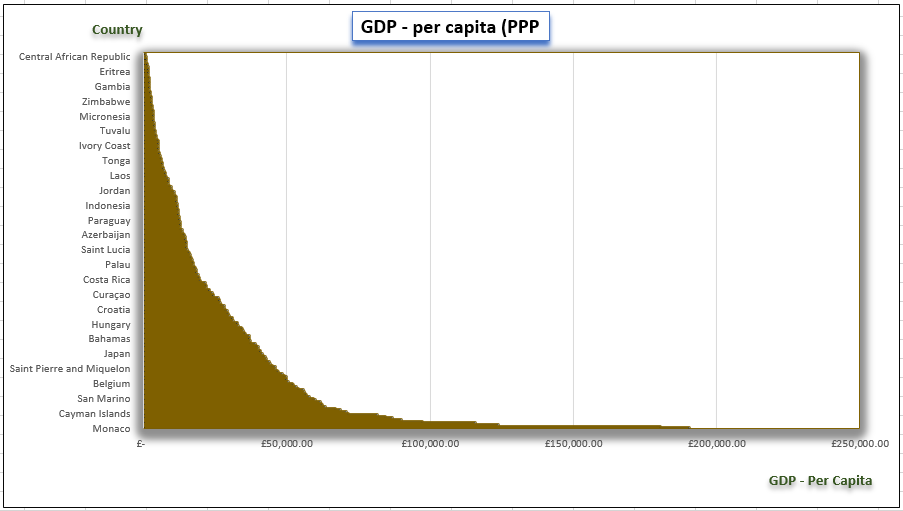 GDP - per capita (PPP
Country
Central African Republic
Eritrea
Gambia
Zimbabwe
Micronesia
Tuvalu
Ivory Coast
Tonga
Laos
Jordan
Indonesia
Paraguay
Azerbaijan
Saint Lucia
Palau
Costa Rica
Curaçao
Croatia
Hungary
Bahamas
Japan
Saint Pierre and Miquelon
Belgium
San Marino
Cayman Islands
Monaco
£- £50,000.00 £100,000.00 £150,000.00 £200,000.00 £250,000.00
GDP - Per Capita